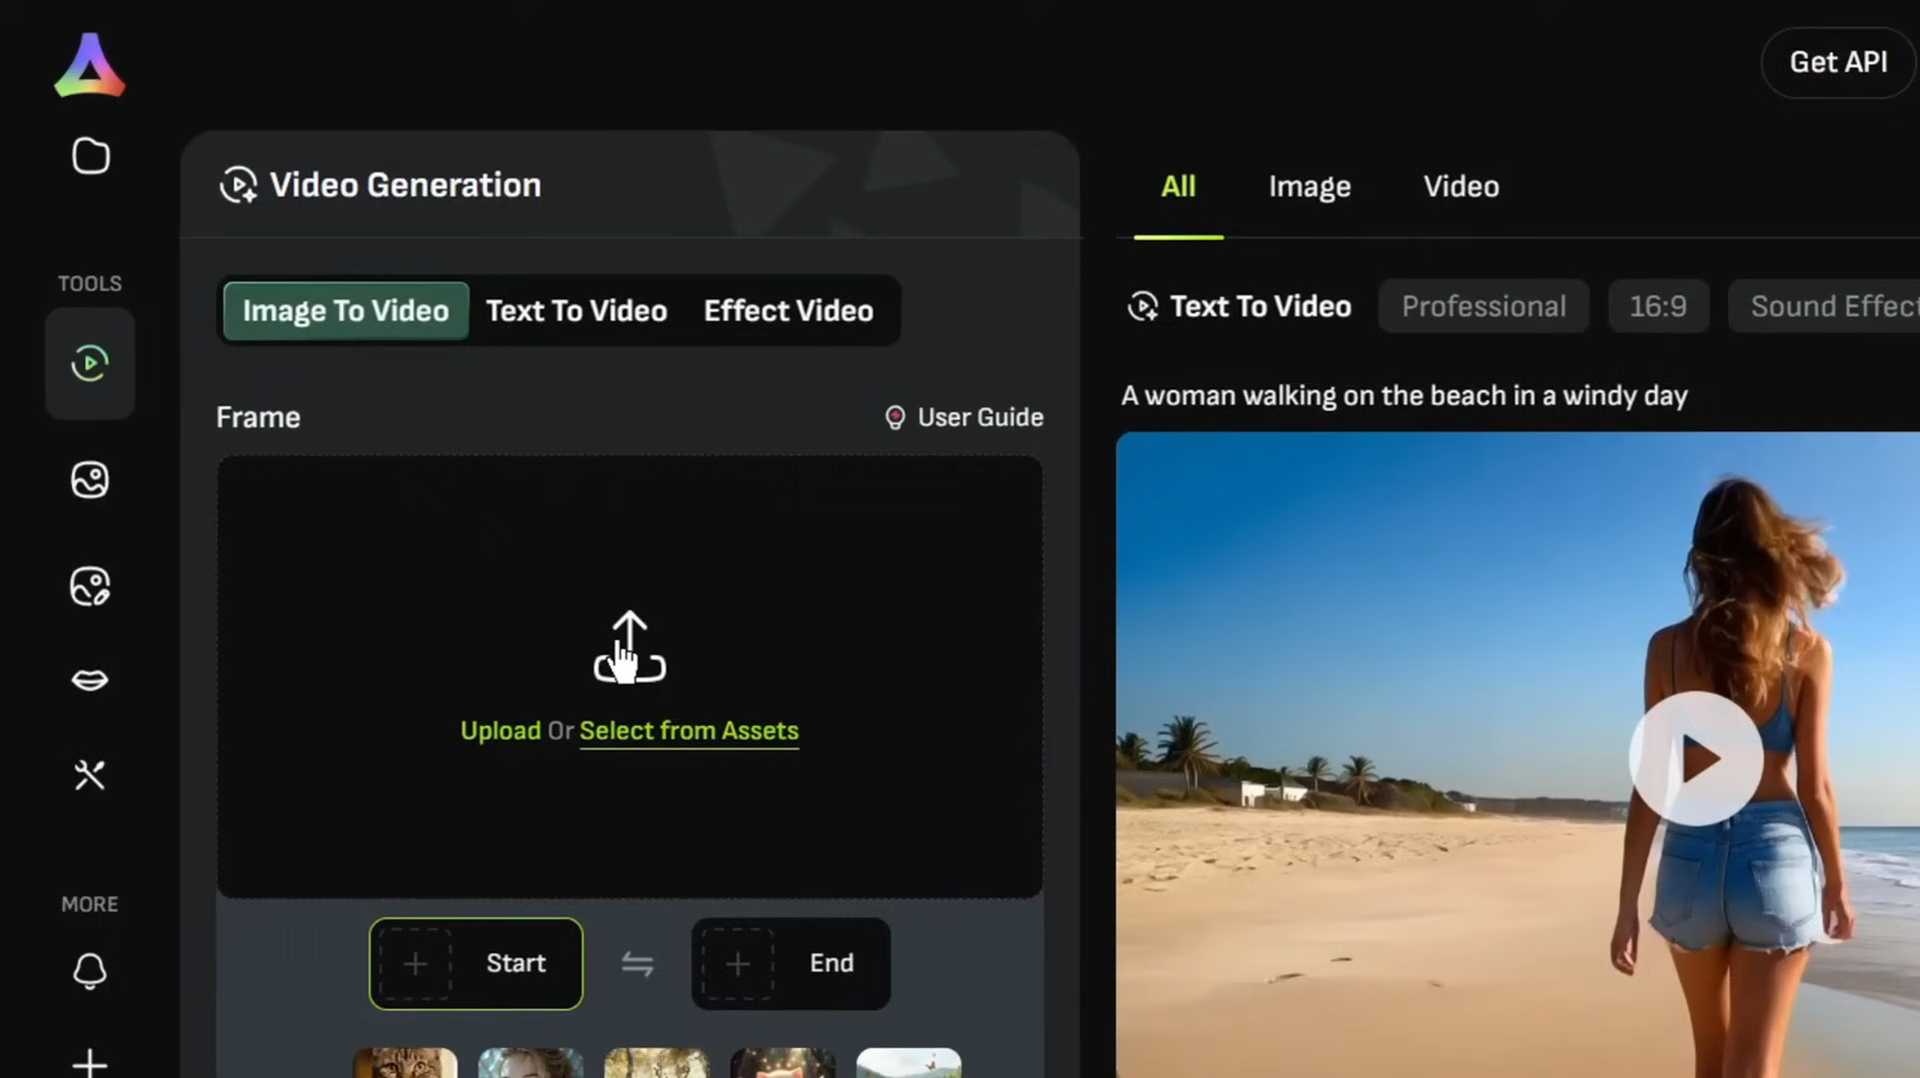 Get API
Video Generation
All Image Video
TOOLS
Image To Video Text To Video Effect Video
Text To Video Professional 16:9 Sound Effect
A woman walking on the beach in a windy day
Frame User Guide
Upload Or Select from Assets
MORE
Start End